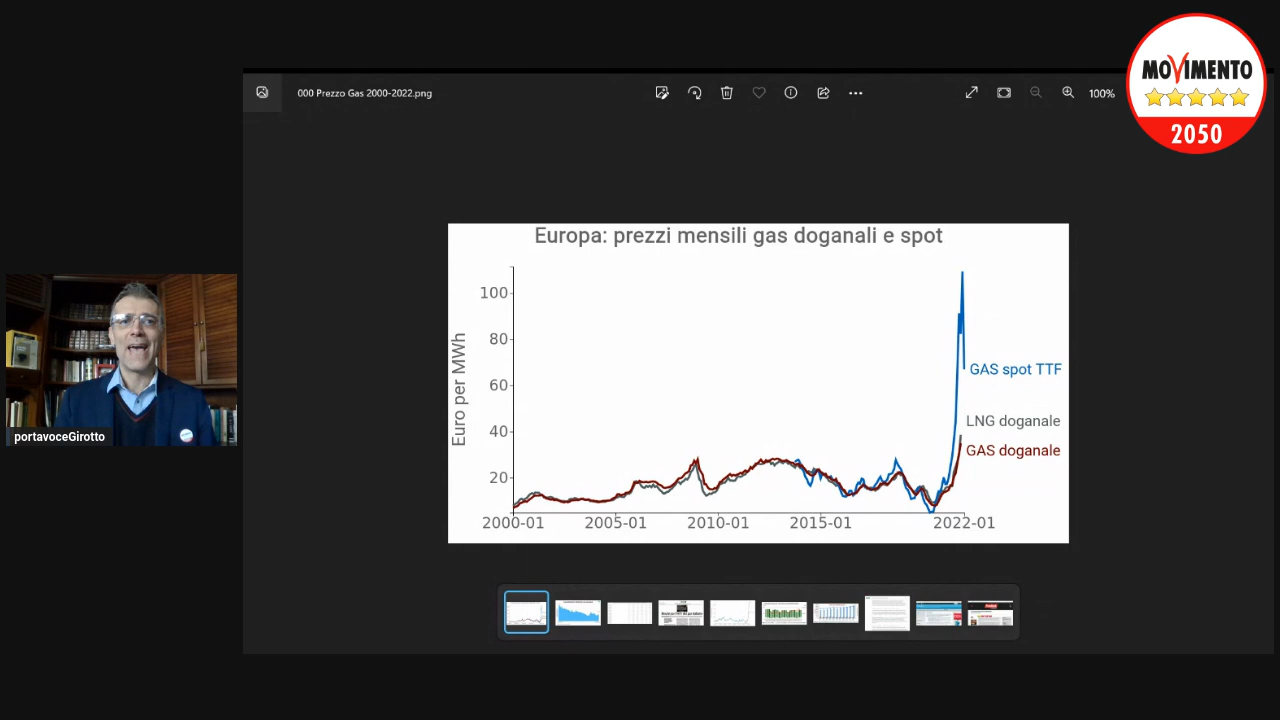 000 Prezzo Gas 2000-2022.png
100%
MOVIMENTO
2050
Europa: prezzi mensili gas doganali e spot
Euro per MWh
100
80
60
40
20
GAS spot TTF
LNG doganale
GAS doganale
2000-01
2005-01
2010-01
2015-01
2022-01
portavoceGirotto